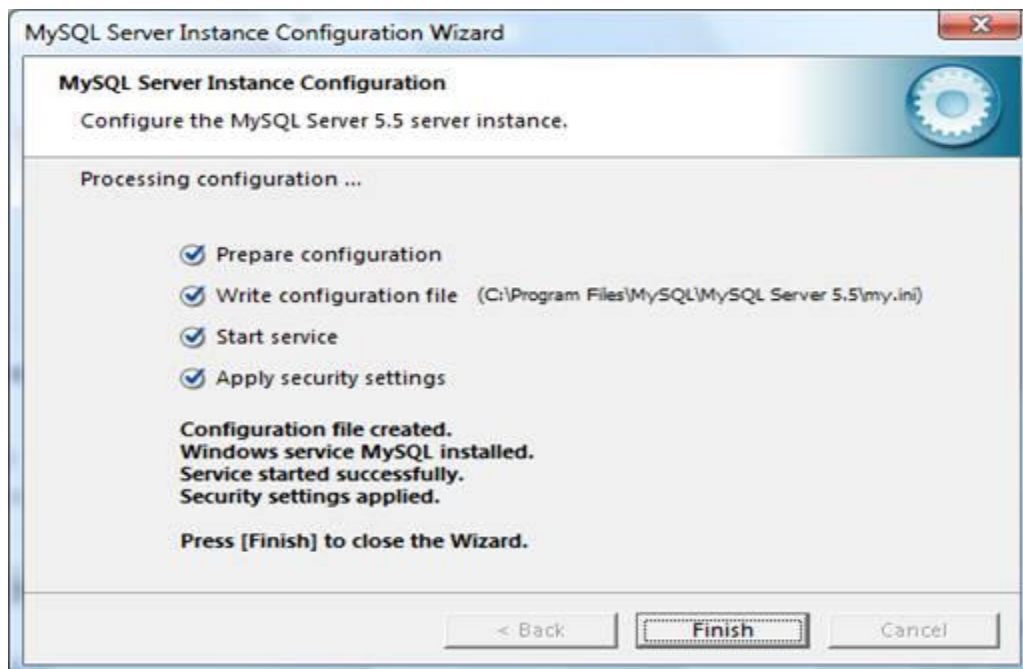 MySQL Server Instance Configuration Wizard
MySQL Server Instance Configuration
Configure the MySQL Server 5.5 server instance.
Processing configuration ...
Prepare configuration
Write configuration file (C:\Program Files\MySQL\MySQL Server 5.5\my.ini)
Start service
Apply security settings
Configuration file created.
Windows service MySQL installed.
Service started successfully.
Security settings applied.
Press [Finish] to close the Wizard.
< Back Finish Cancel